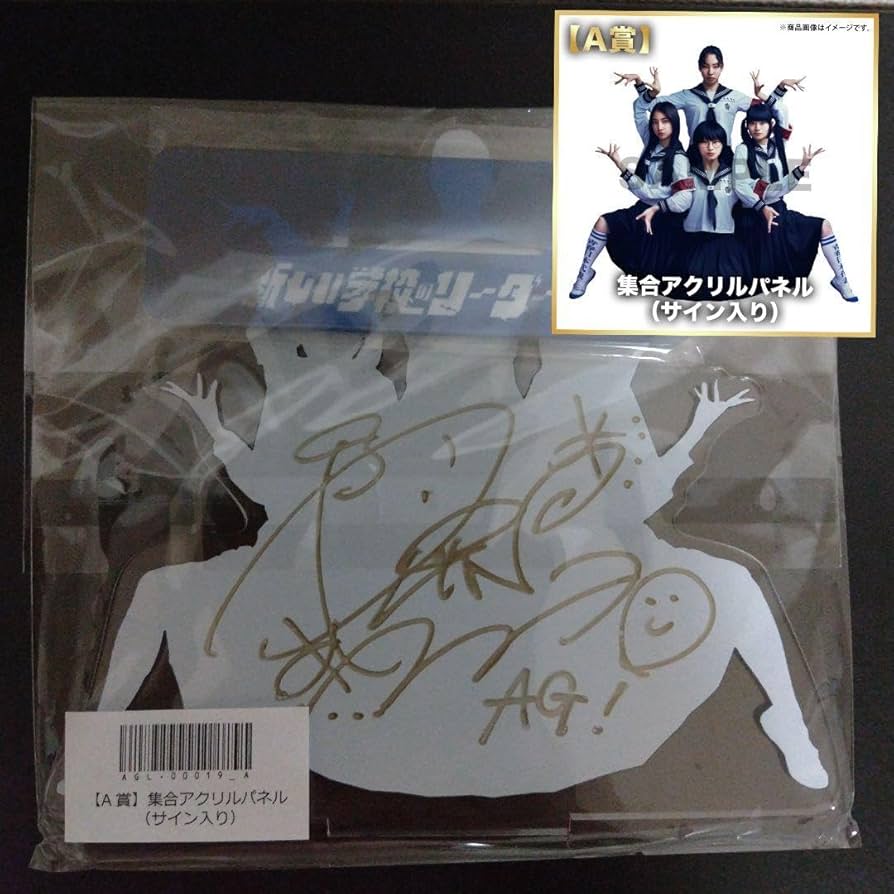 ※商品画像はイメージです。
【A賞】
SAMPLE
集合アクリルパネル
(サイン入り)
新しい学校のリーダー
AG!
AGL-00019_A
【A賞】集合アクリルパネル
(サイン入り)